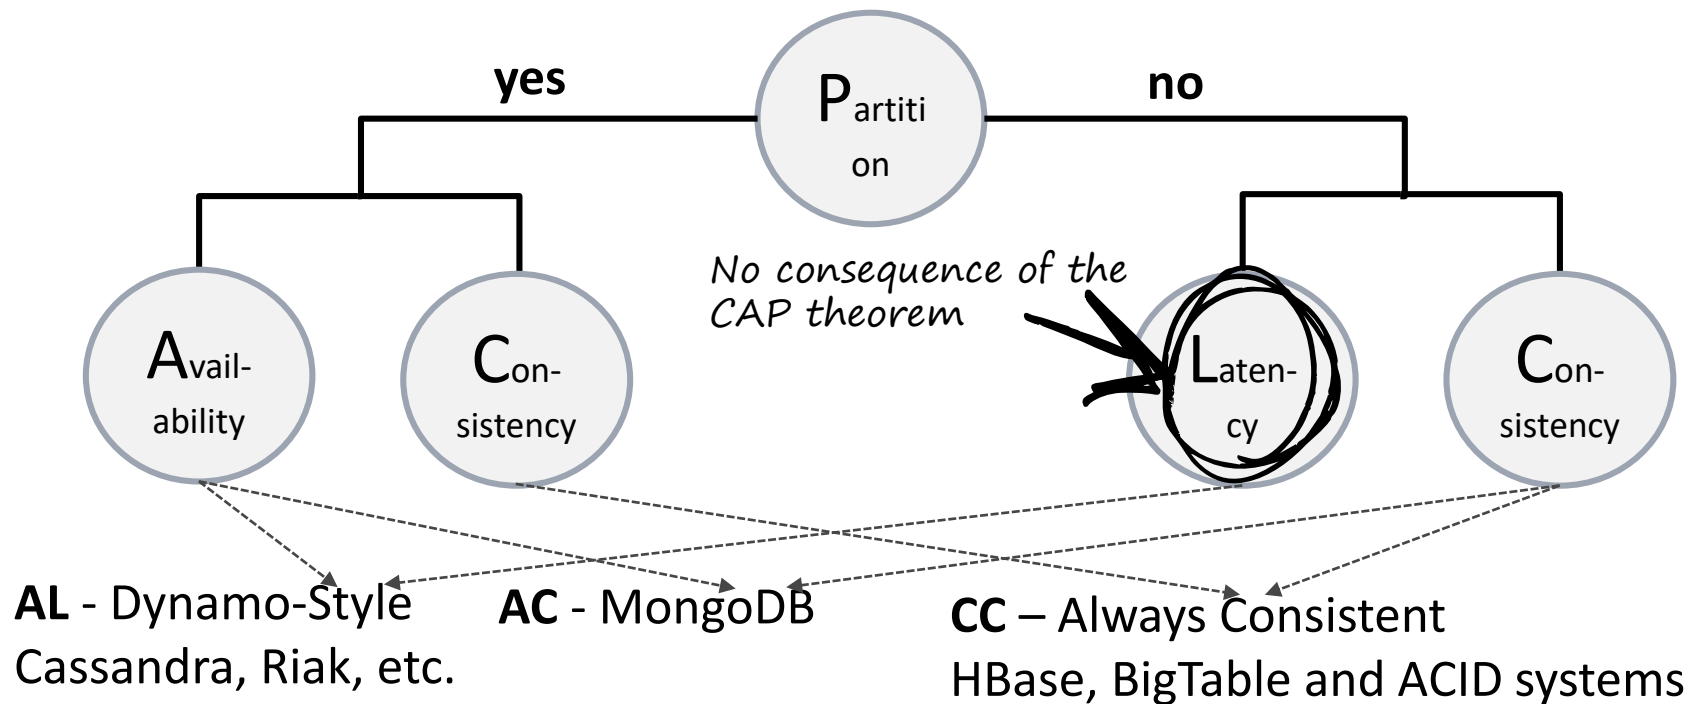 yes
no
Partiti
on
No consequence of the
CAP theorem
Avail-
ability
Con-
sistency
Laten-
cy
Con-
sistency
AL - Dynamo-Style
Cassandra, Riak, etc.
AC - MongoDB
CC – Always Consistent
HBase, BigTable and ACID systems